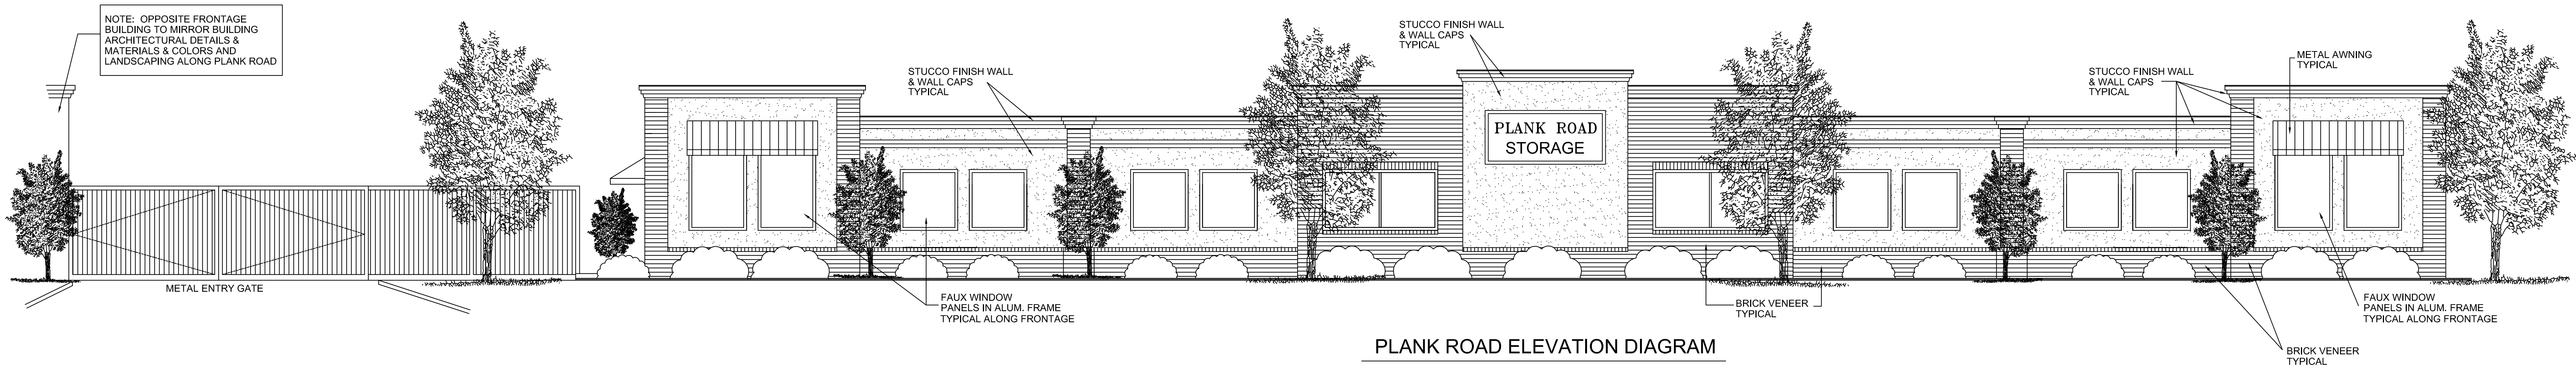 NOTE: OPPOSITE FRONTAGE
BUILDING TO MIRROR BUILDING
ARCHITECTURAL DETAILS &
MATERIALS & COLORS AND
LANDSCAPING ALONG PLANK ROAD
METAL ENTRY GATE
STUCCO FINISH WALL
& WALL CAPS
TYPICAL
FAUX WINDOW
PANELS IN ALUM. FRAME
TYPICAL ALONG FRONTAGE
STUCCO FINISH WALL
& WALL CAPS
TYPICAL
PLANK ROAD
STORAGE
BRICK VENEER
TYPICAL
STUCCO FINISH WALL
& WALL CAPS
TYPICAL
METAL AWNING
TYPICAL
FAUX WINDOW
PANELS IN ALUM. FRAME
TYPICAL ALONG FRONTAGE
BRICK VENEER
TYPICAL
PLANK ROAD ELEVATION DIAGRAM